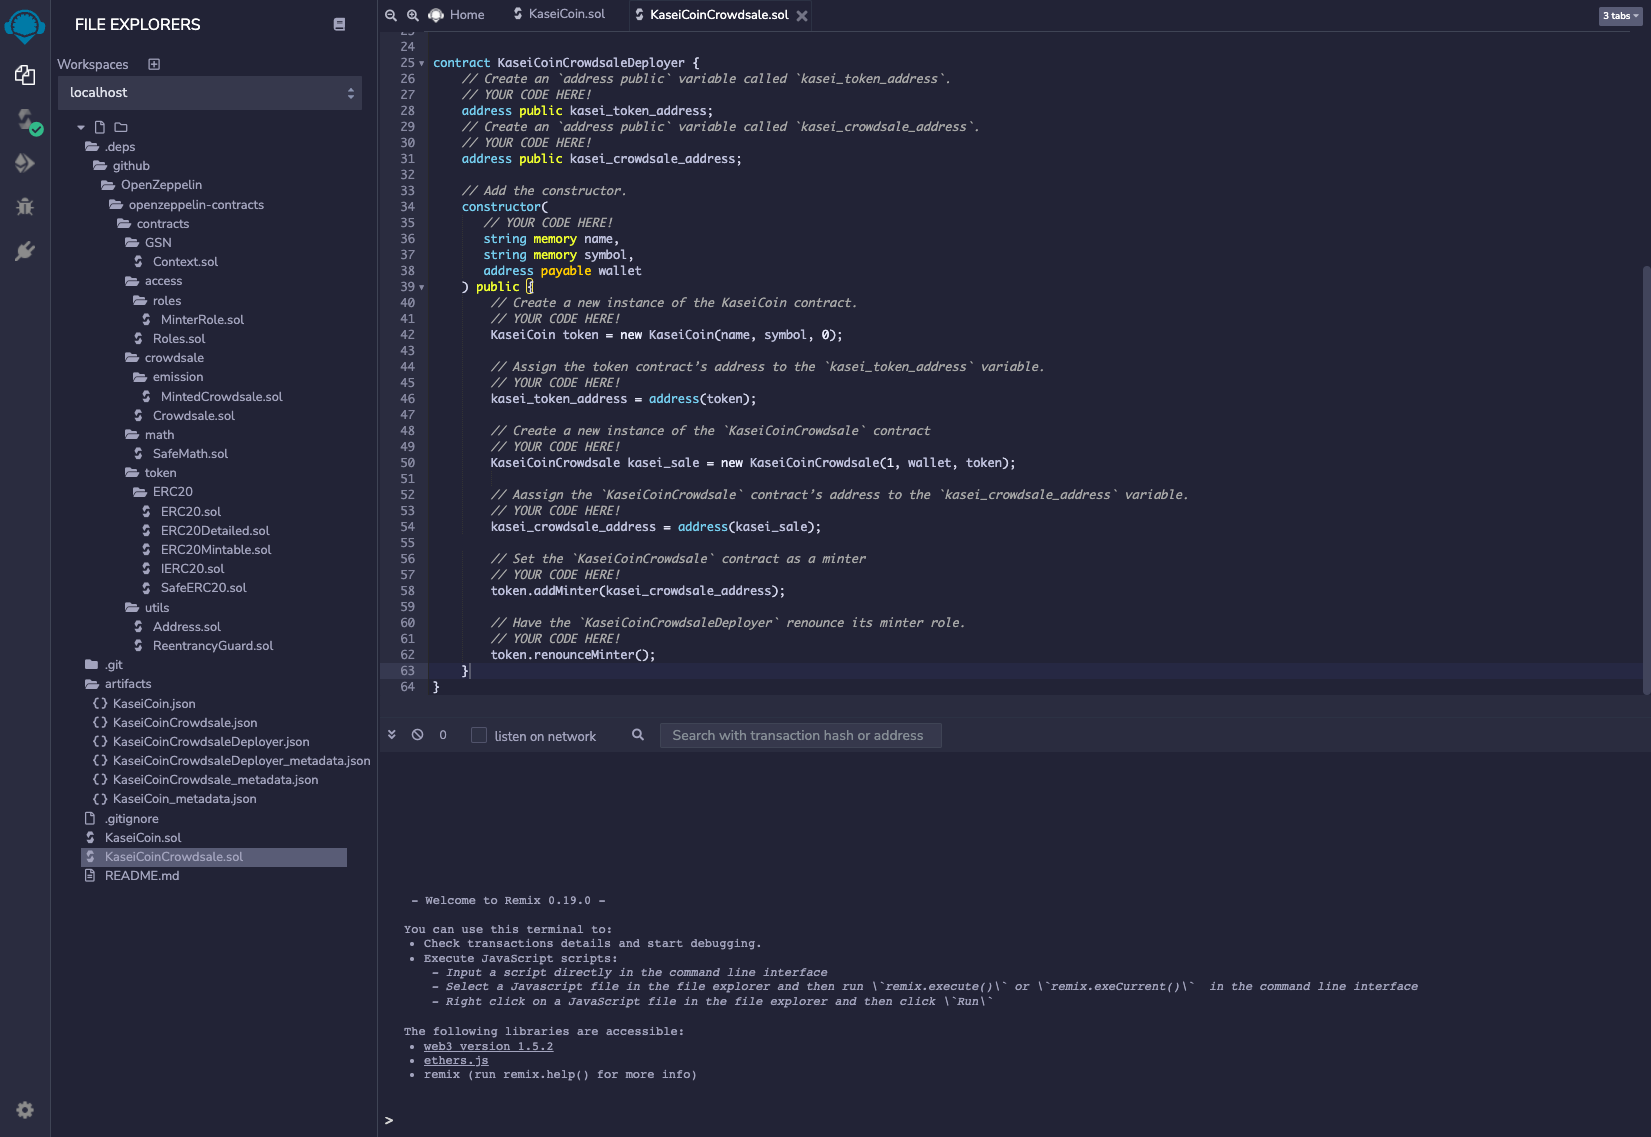 FILE EXPLORERS
Workspaces
localhost
.deps
github
OpenZeppelin
openzeppelin-contracts
contracts
GSN
Context.sol
access
roles
MinterRole.sol
Roles.sol
crowdsale
emission
MintedCrowdsale.sol
Crowdsale.sol
math
SafeMath.sol
token
ERC20
ERC20.sol
ERC20Detailed.sol
ERC20Mintable.sol
IERC20.sol
SafeERC20.sol
utils
Address.sol
ReentrancyGuard.sol
.git
artifacts
{} KaseiCoin.json
{} KaseiCoinCrowdsale.json
{} KaseiCoinCrowdsaleDeployer.json
{} KaseiCoinCrowdsaleDeployer_metadata.json
{} KaseiCoinCrowdsale_metadata.json
{} KaseiCoin_metadata.json
.gitignore
KaseiCoin.sol
KaseiCoinCrowdsale.sol
README.md
Home KaseiCoin.sol KaseiCoinCrowdsale.sol 3 tabs
23
24
25 contract KaseiCoinCrowdsaleDeployer {
26 // Create an `address public` variable called `kasei_token_address`.
27 // YOUR CODE HERE!
28 address public kasei_token_address;
29 // Create an `address public` variable called `kasei_crowdsale_address`.
30 // YOUR CODE HERE!
31 address public kasei_crowdsale_address;
32
33 // Add the constructor.
34 constructor(
35 // YOUR CODE HERE!
36 string memory name,
37 string memory symbol,
38 address payable wallet
39 ) public {
40 // Create a new instance of the KaseiCoin contract.
41 // YOUR CODE HERE!
42 KaseiCoin token = new KaseiCoin(name, symbol, 0);
43
44 // Assign the token contract’s address to the `kasei_token_address` variable.
45 // YOUR CODE HERE!
46 kasei_token_address = address(token);
47
48 // Create a new instance of the `KaseiCoinCrowdsale` contract
49 // YOUR CODE HERE!
50 KaseiCoinCrowdsale kasei_sale = new KaseiCoinCrowdsale(1, wallet, token);
51
52 // Aassign the `KaseiCoinCrowdsale` contract’s address to the `kasei_crowdsale_address` variable.
53 // YOUR CODE HERE!
54 kasei_crowdsale_address = address(kasei_sale);
55
56 // Set the `KaseiCoinCrowdsale` contract as a minter
57 // YOUR CODE HERE!
58 token.addMinter(kasei_crowdsale_address);
59
60 // Have the `KaseiCoinCrowdsaleDeployer` renounce its minter role.
61 // YOUR CODE HERE!
62 token.renounceMinter();
63 }
64 }
0 listen on network Search with transaction hash or address
- Welcome to Remix 0.19.0 -
You can use this terminal to:
• Check transactions details and start debugging.
• Execute JavaScript scripts:
- Input a script directly in the command line interface
- Select a Javascript file in the file explorer and then run \`remix.execute()\` or \`remix.exeCurrent()\` in the command line interface
- Right click on a JavaScript file in the file explorer and then click \`Run\`
The following libraries are accessible:
• web3 version 1.5.2
• ethers.js
• remix (run remix.help() for more info)
>